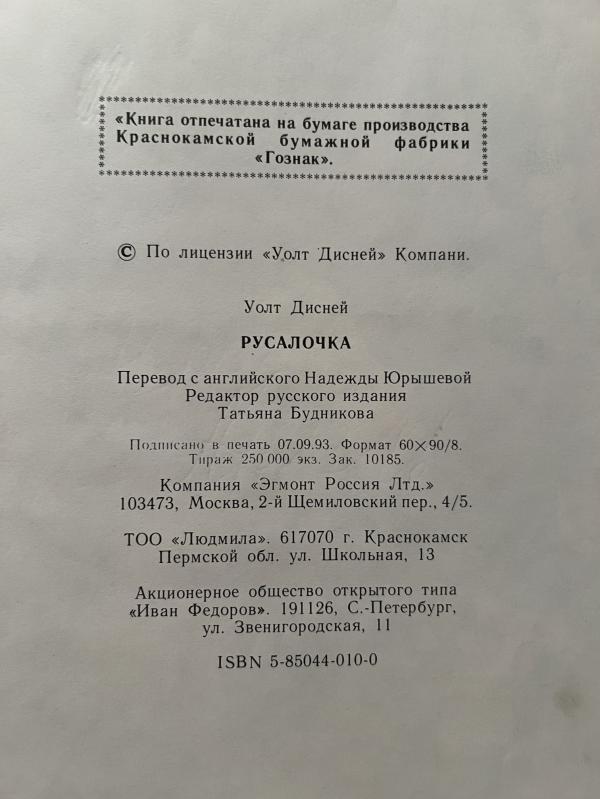 «Книга отпечатана на бумаге производства
Краснокамской бумажной фабрики
«Гознак».
© По лицензии «Уолт Дисней» Компани.
Уолт Дисней
РУСАЛОЧКА
Перевод с английского Надежды Юрышевой
Редактор русского издания
Татьяна Будникова
Подписано в печать 07.09.93. Формат 60×90/8.
Тираж 250 000 экз. Зак. 10185.
Компания «Эгмонт Россия Лтд.»
103473, Москва, 2-й Щемиловский пер., 4/5.
ТОО «Людмила». 617070 г. Краснокамск
Пермской обл. ул. Школьная, 13
Акционерное общество открытого типа
«Иван Федоров». 191126, С.-Петербург,
ул. Звенигородская, 11
ISBN 5-85044-010-0